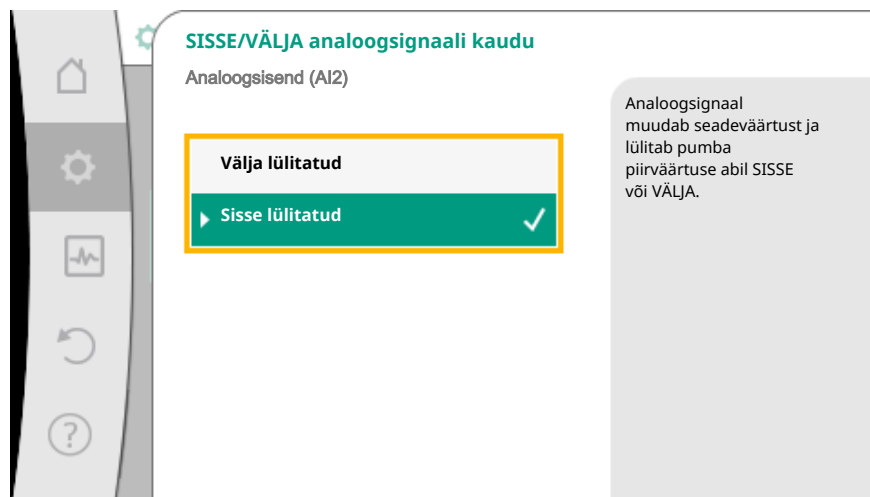 SISSE/VÄLJA analoogsignaali kaudu
Analoogsisend (AI2)
Välja lülitatud
Sisse lülitatud
Analoogsignaal
muudab seadeväärtust ja
lülitab pumba
piirväärtuse abil SISSE
või VÄLJA.